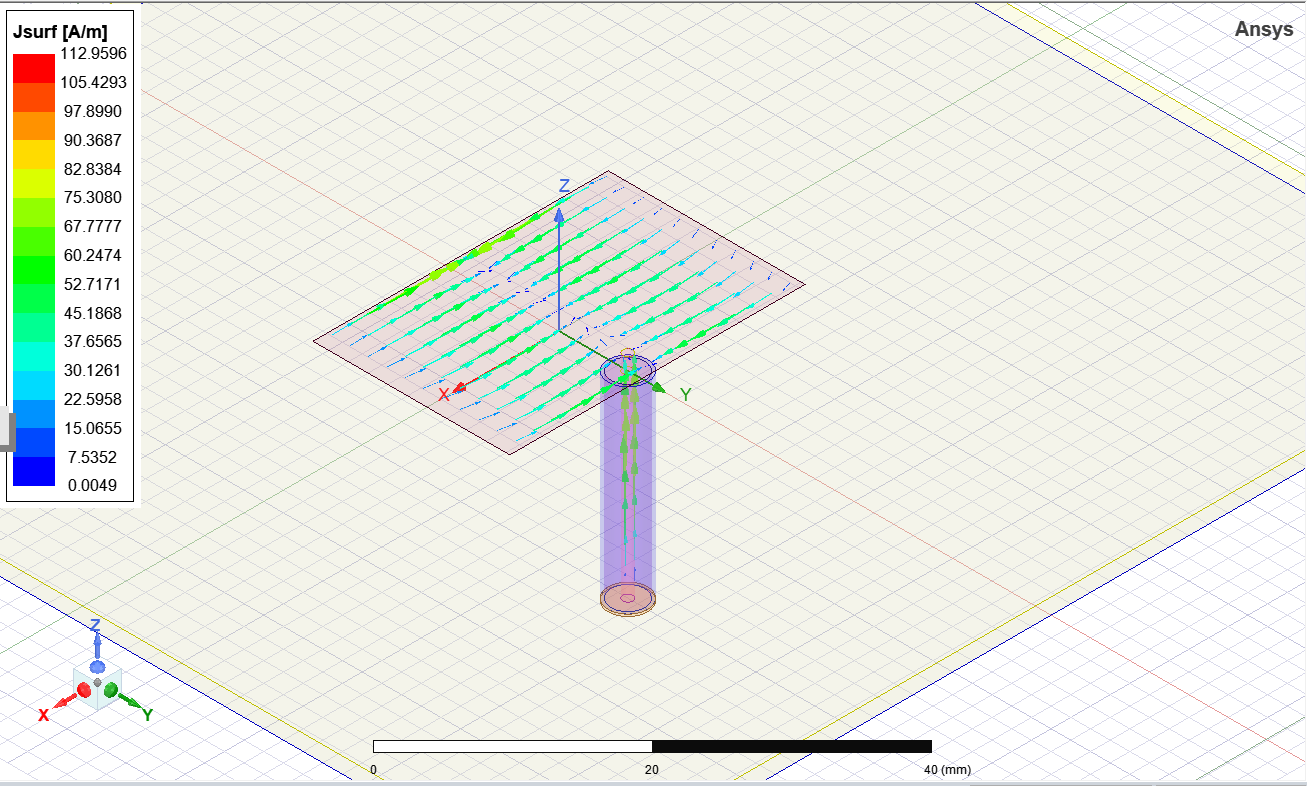 Jsurf [A/m]
112.9596
105.4293
97.8990
90.3687
82.8384
75.3080
67.7777
60.2474
52.7171
45.1868
37.6565
30.1261
22.5958
15.0655
7.5352
0.0049
Ansys
Z
X
Y
Z
X
Y
0
20
40 (mm)